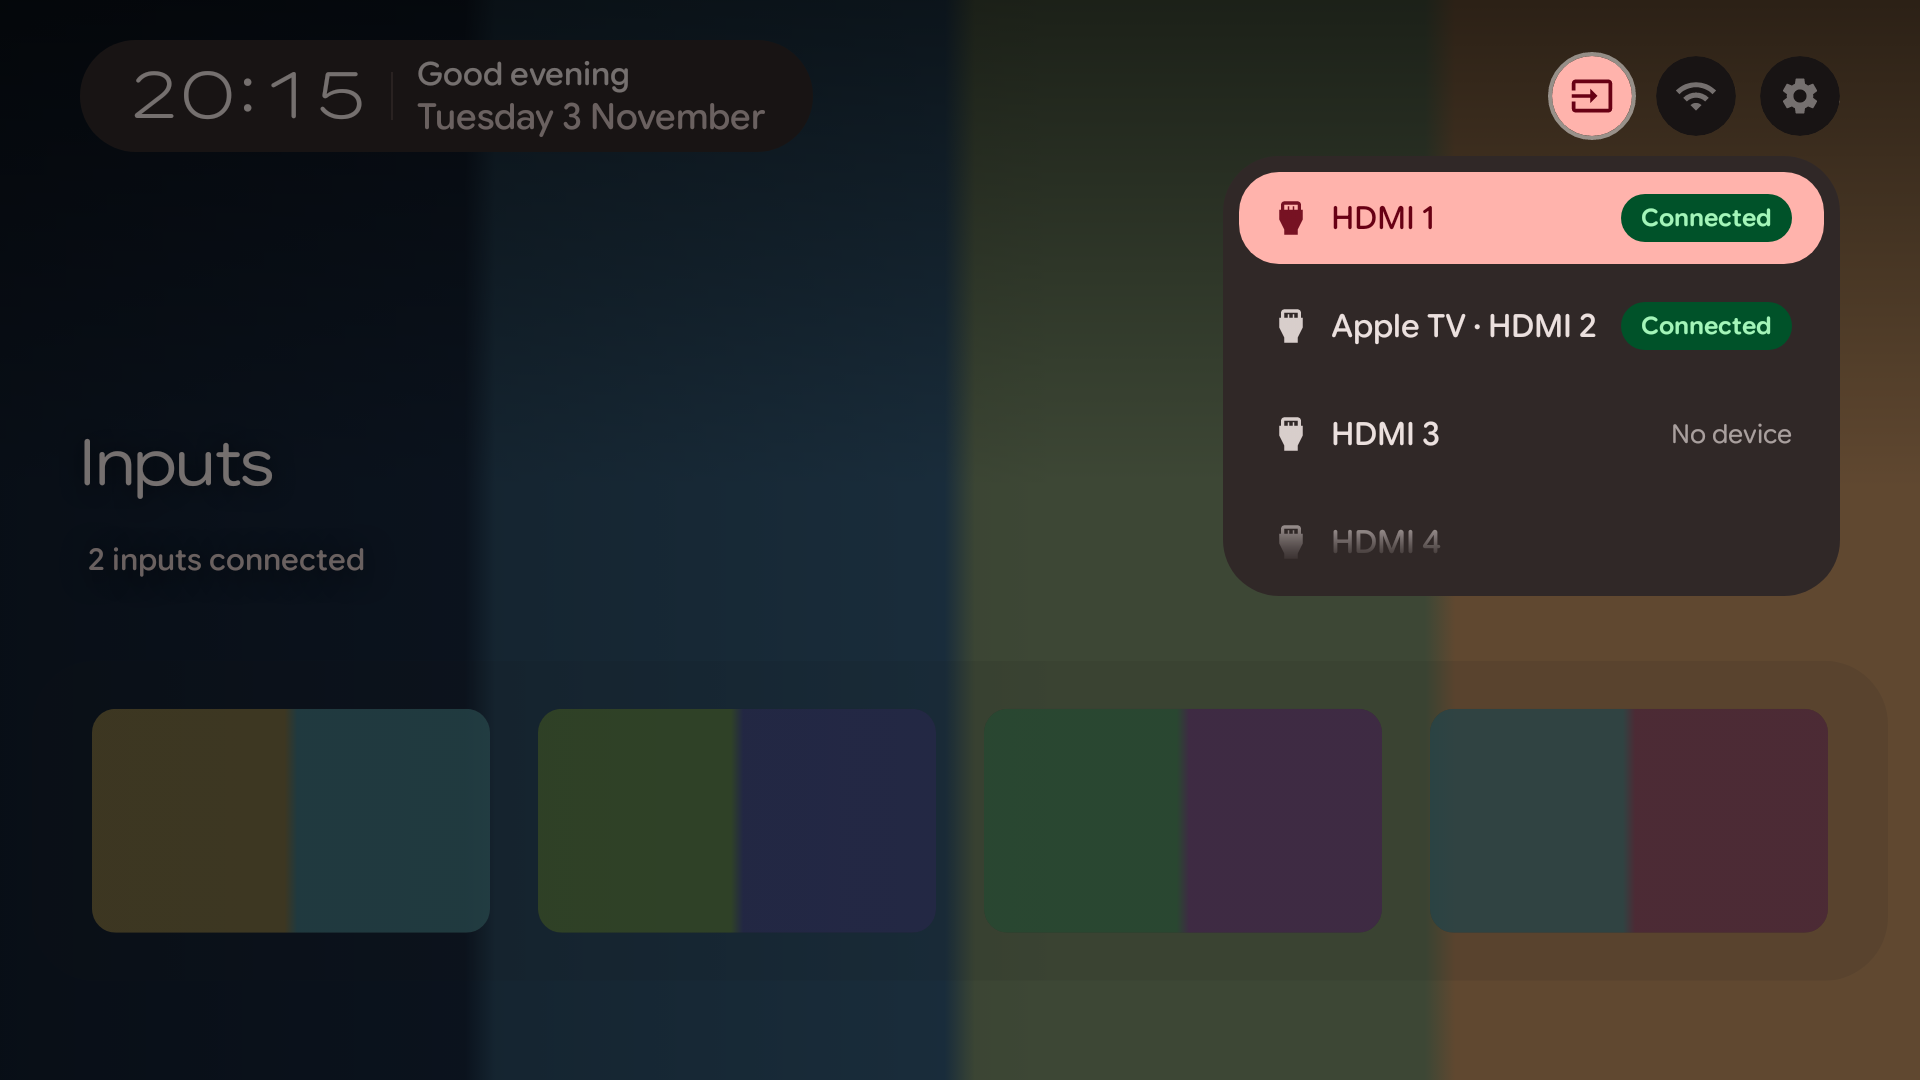 20:15
Good evening
Tuesday 3 November
HDMI 1
Connected
Apple TV · HDMI 2
Connected
HDMI 3
No device
HDMI 4
Inputs
2 inputs connected